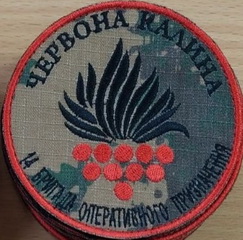 ЧЕРВОНА КАЛИНА
14 БРИГАДА ОПЕРАТИВНОГО ПРИЗНАЧЕННЯ